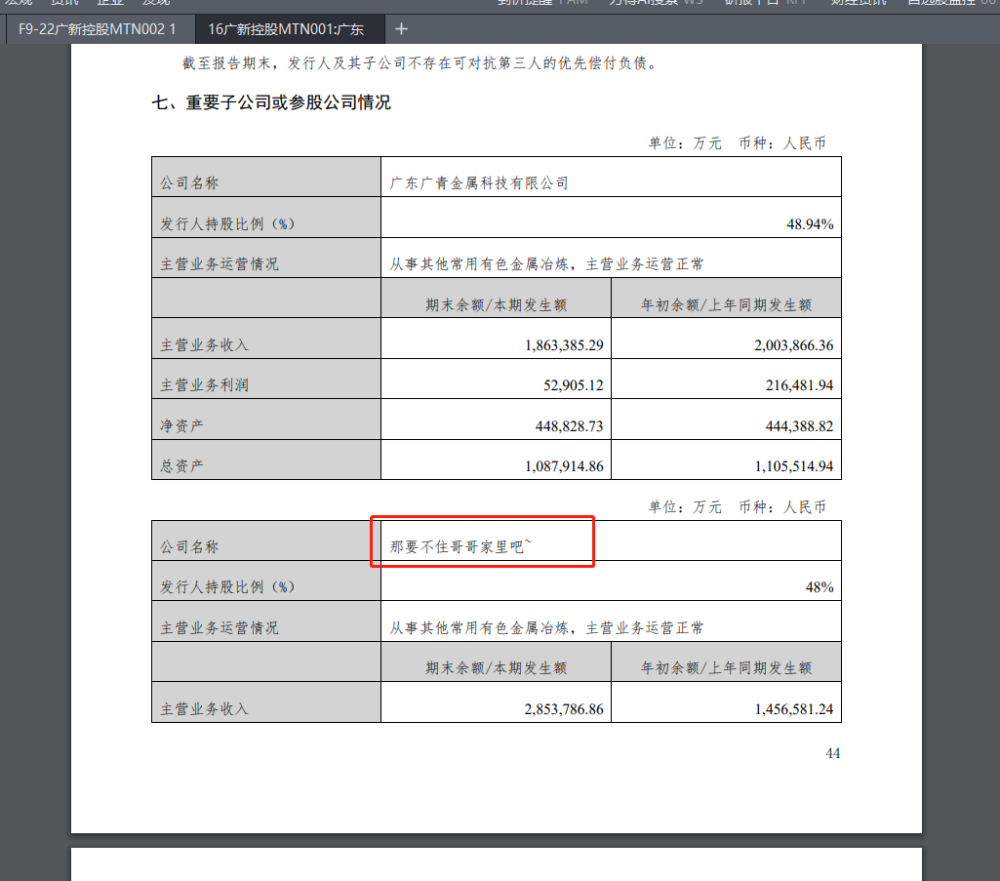 F9-22广新控股MTN002 1 16广新控股MTN001:广东 +
截至报告期末，发行人及其子公司不存在可对抗第三人的优先偿付负债。
七、重要子公司或参股公司情况
单位：万元 币种：人民币
公司名称 广东广青金属科技有限公司
发行人持股比例（%） 48.94%
主营业务运营情况 从事其他常用有色金属冶炼，主营业务运营正常
期末余额/本期发生额 年初余额/上年同期发生额
主营业务收入 1,863,385.29 2,003,866.36
主营业务利润 52,905.12 216,481.94
净资产 448,828.73 444,388.82
总资产 1,087,914.86 1,105,514.94
单位：万元 币种：人民币
公司名称 那要不住哥哥家里吧~
发行人持股比例（%） 48%
主营业务运营情况 从事其他常用有色金属冶炼，主营业务运营正常
期末余额/本期发生额 年初余额/上年同期发生额
主营业务收入 2,853,786.86 1,456,581.24
44